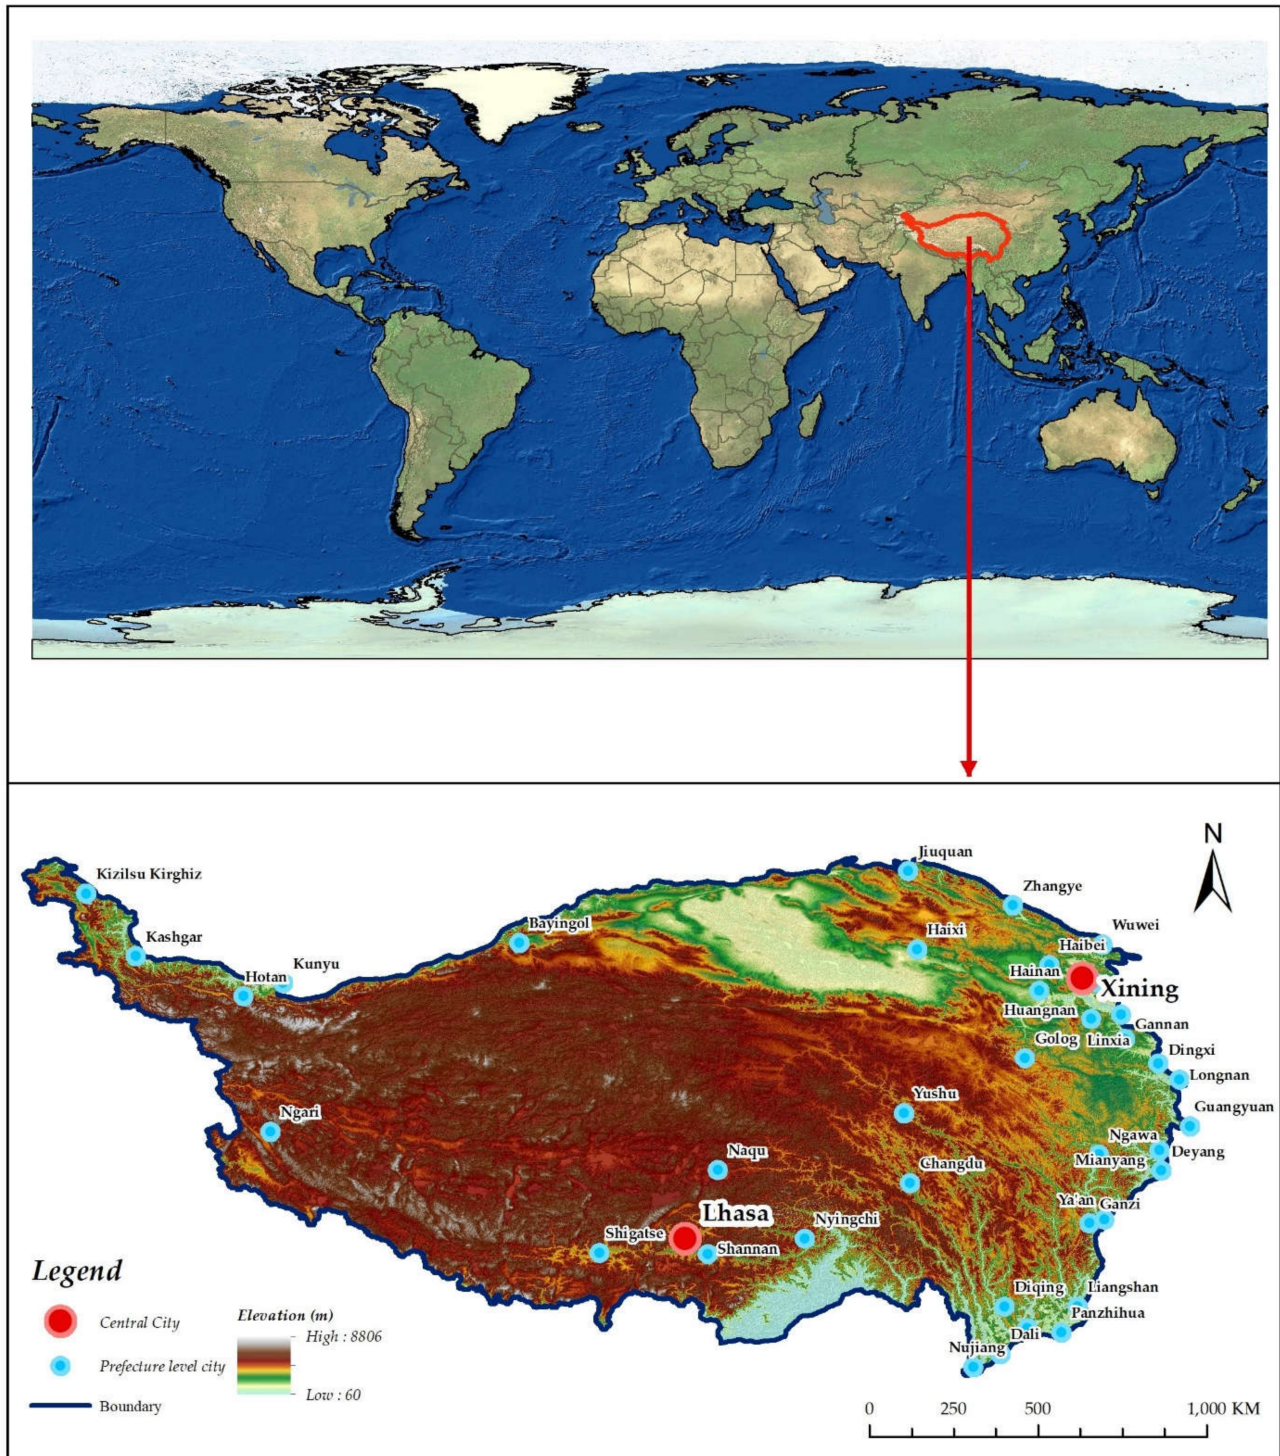 N
Jiuquan
Kizilsu Kirghiz
Zhangye
Bayingol
Wuwei
Kashgar
Haixi
Haibei
Kunyu
Hainan
Hotan
Xining
Huangnan
Gannan
Golog
Linxia
Dingxi
Longnan
Yushu
Guangyuan
Ngari
Ngawa
Naqu
Deyang
Changdu
Mianyang
Lhasa
Ya'an
Ganzi
Nyingchi
Shigatse
Shannan
Legend
Diqing
Liangshan
Elevation (m)
Panzhihua
Central City
High : 8806
Dali
Nujiang
Prefecture level city
Low : 60
Boundary
0
250
500
1,000 KM